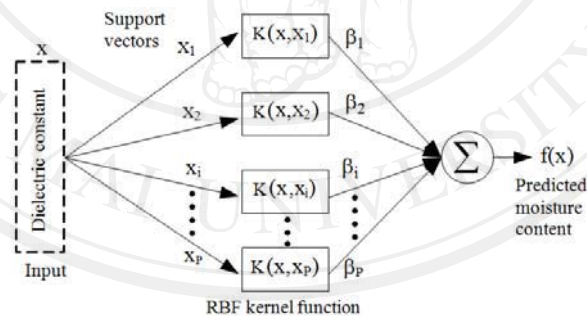 Support
vectors
x
Dielectric constant
Input
x₁
x₂
xᵢ
x_P
K(x,x₁)
K(x,x₂)
K(x,xᵢ)
K(x,x_P)
RBF kernel function
β₁
β₂
βᵢ
β_P
Σ
f(x)
Predicted
moisture
content
UNIVERSITY